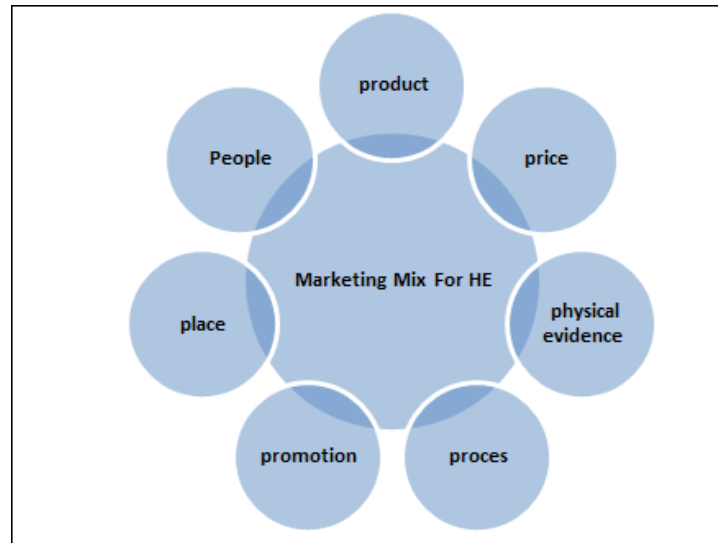 product
People
price
Marketing Mix For HE
place
physical
evidence
promotion
proces